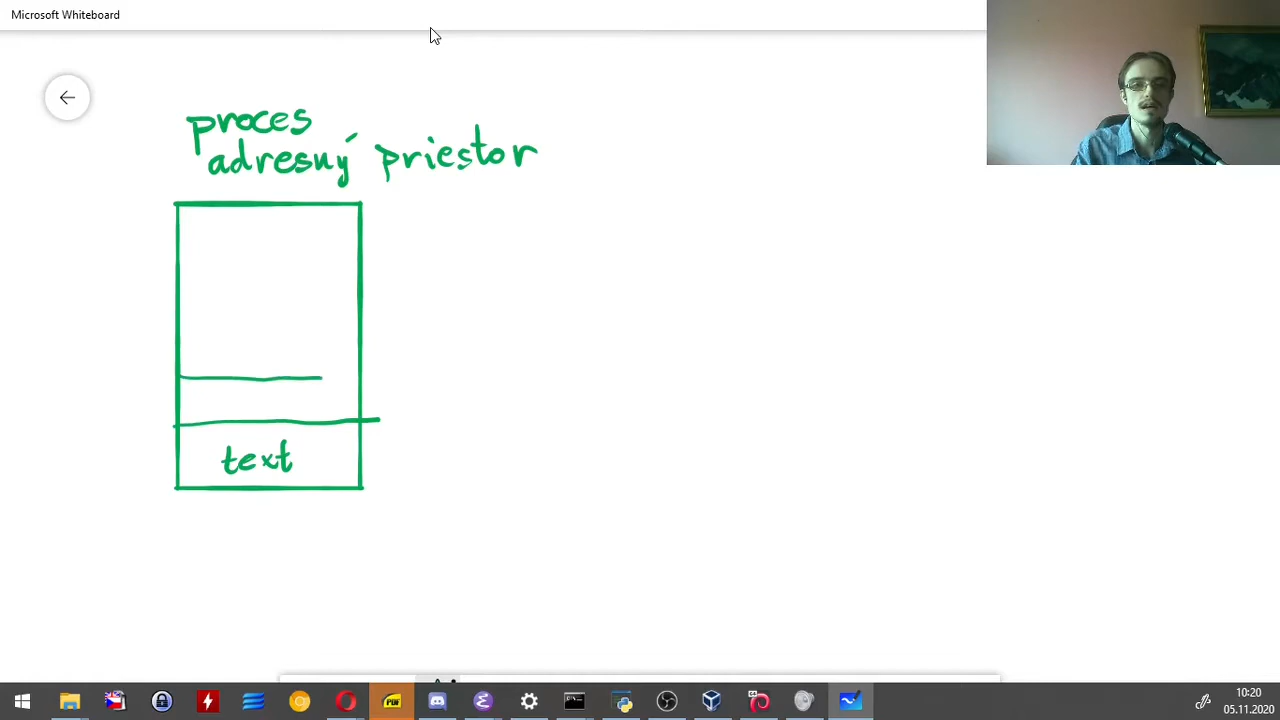 Microsoft Whiteboard
proces
adresný priestor
text
10:20
05.11.2020